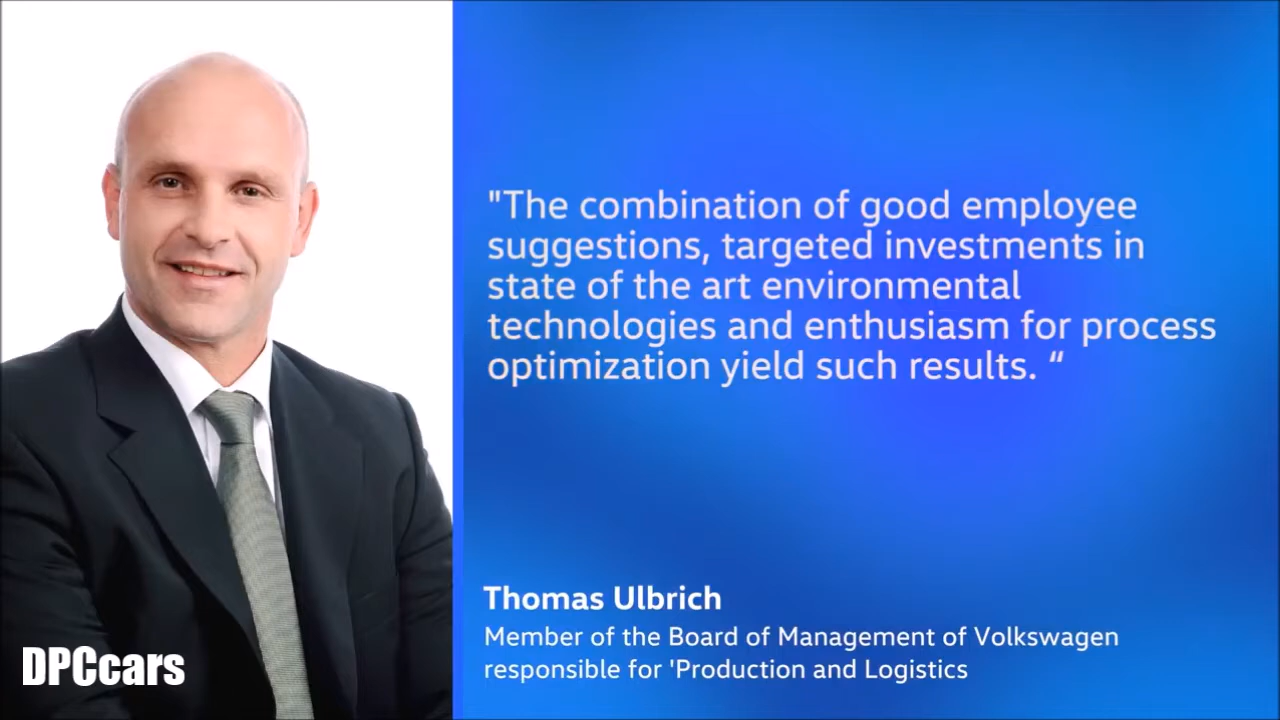 "The combination of good employee
suggestions, targeted investments in
state of the art environmental
technologies and enthusiasm for process
optimization yield such results. “
Thomas Ulbrich
Member of the Board of Management of Volkswagen
responsible for 'Production and Logistics
DPCcars